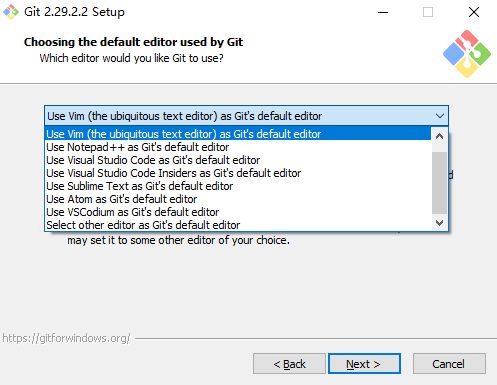 Git 2.29.2.2 Setup
Choosing the default editor used by Git
Which editor would you like Git to use?
Use Vim (the ubiquitous text editor) as Git's default editor
Use Vim (the ubiquitous text editor) as Git's default editor
Use Notepad++ as Git's default editor
Use Visual Studio Code as Git's default editor
Use Visual Studio Code Insiders as Git's default editor
Use Sublime Text as Git's default editor
Use Atom as Git's default editor
Use VSCodium as Git's default editor
Select other editor as Git's default editor
may set it to some other editor of your choice.
https://gitforwindows.org/
< Back
Next >
Cancel